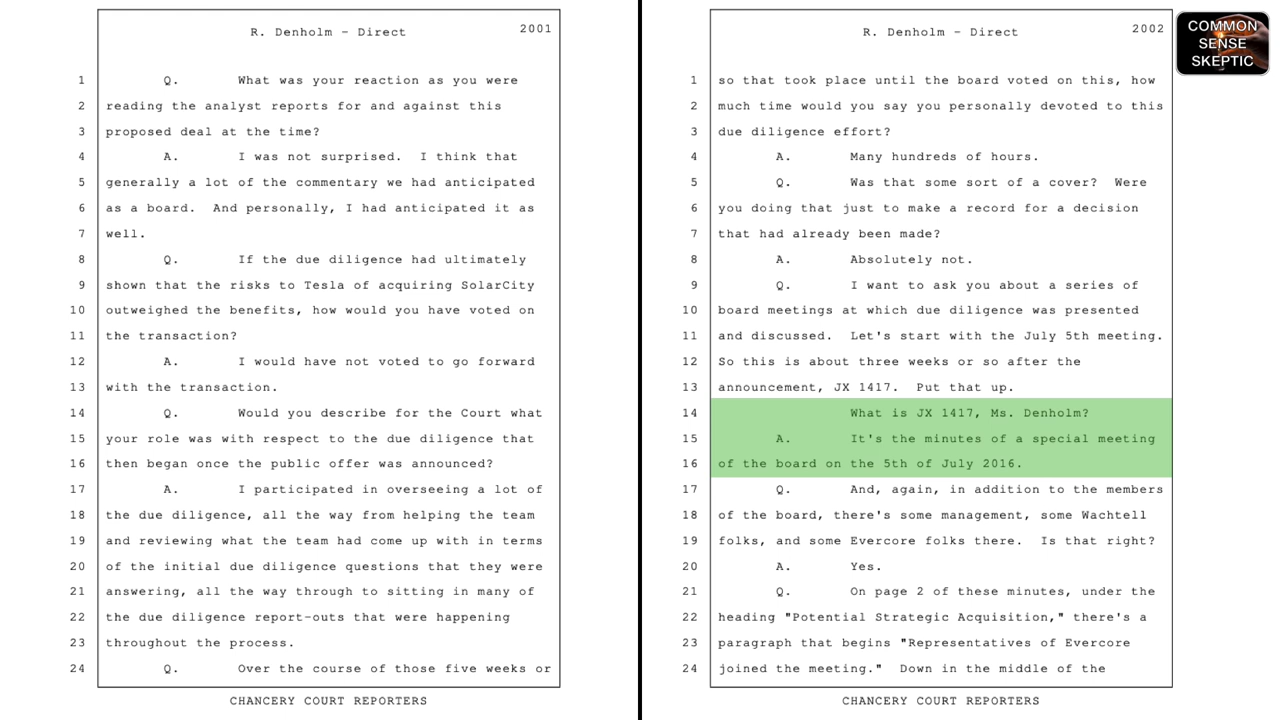 R. Denholm - Direct 2001
1 Q. What was your reaction as you were
2 reading the analyst reports for and against this
3 proposed deal at the time?
4 A. I was not surprised. I think that
5 generally a lot of the commentary we had anticipated
6 as a board. And personally, I had anticipated it as
7 well.
8 Q. If the due diligence had ultimately
9 shown that the risks to Tesla of acquiring SolarCity
10 outweighed the benefits, how would you have voted on
11 the transaction?
12 A. I would have not voted to go forward
13 with the transaction.
14 Q. Would you describe for the Court what
15 your role was with respect to the due diligence that
16 then began once the public offer was announced?
17 A. I participated in overseeing a lot of
18 the due diligence, all the way from helping the team
19 and reviewing what the team had come up with in terms
20 of the initial due diligence questions that they were
21 answering, all the way through to sitting in many of
22 the due diligence report-outs that were happening
23 throughout the process.
24 Q. Over the course of those five weeks or
CHANCERY COURT REPORTERS
R. Denholm - Direct 2002
1 so that took place until the board voted on this, how
2 much time would you say you personally devoted to this
3 due diligence effort?
4 A. Many hundreds of hours.
5 Q. Was that some sort of a cover? Were
6 you doing that just to make a record for a decision
7 that had already been made?
8 A. Absolutely not.
9 Q. I want to ask you about a series of
10 board meetings at which due diligence was presented
11 and discussed. Let's start with the July 5th meeting.
12 So this is about three weeks or so after the
13 announcement, JX 1417. Put that up.
14 What is JX 1417, Ms. Denholm?
15 A. It's the minutes of a special meeting
16 of the board on the 5th of July 2016.
17 Q. And, again, in addition to the members
18 of the board, there's some management, some Wachtell
19 folks, and some Evercore folks there. Is that right?
20 A. Yes.
21 Q. On page 2 of these minutes, under the
22 heading "Potential Strategic Acquisition," there's a
23 paragraph that begins "Representatives of Evercore
24 joined the meeting." Down in the middle of the
CHANCERY COURT REPORTERS
COMMON
SENSE
SKEPTIC